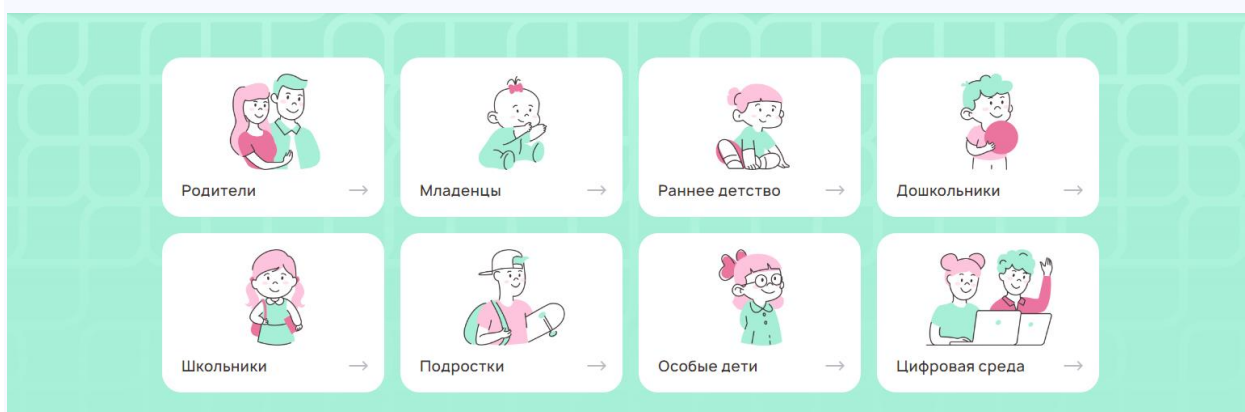 Родители
Младенцы
Раннее детство
Дошкольники
Школьники
Подростки
Особые дети
Цифровая среда